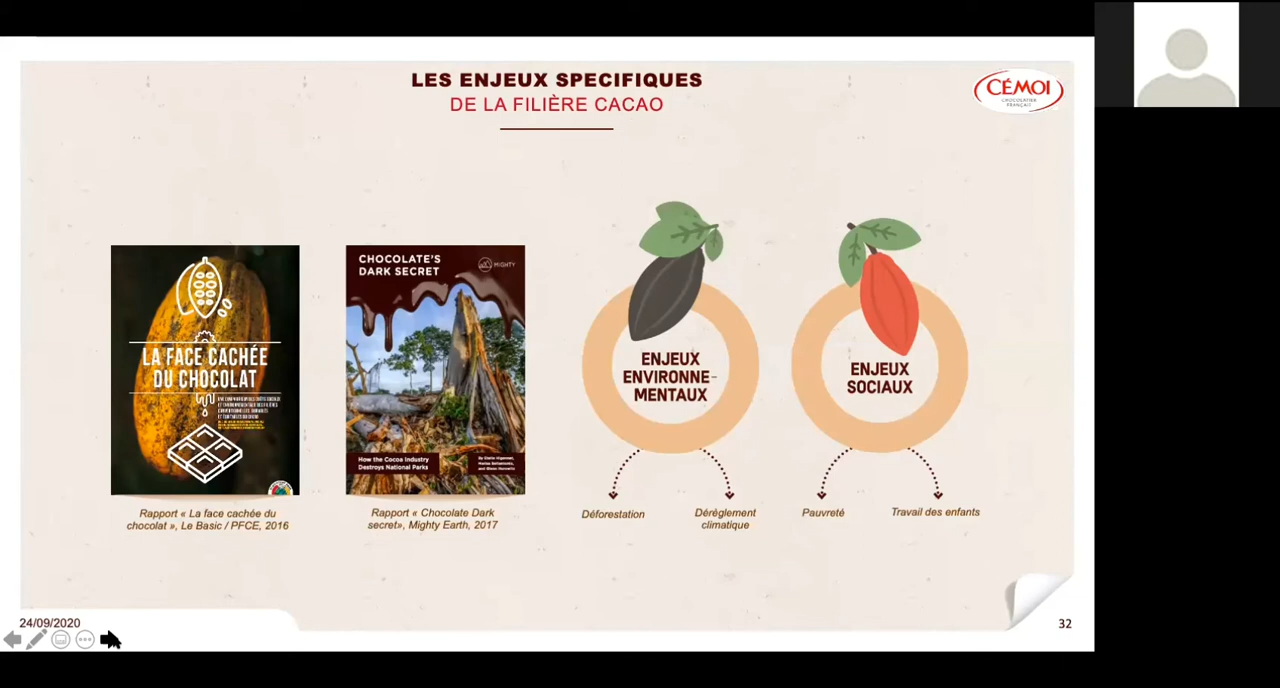 LES ENJEUX SPECIFIQUES
DE LA FILIÈRE CACAO
CÉMOI
CHOCOLATIER
FRANÇAIS
LA FACE CACHÉE
DU CHOCOLAT
Rapport « La face cachée du
chocolat », Le Basic / PFCE, 2016
CHOCOLATE'S
DARK SECRET
MIGHTY
How the Cocoa Industry
Destroys National Parks
Rapport « Chocolate Dark
secret», Mighty Earth, 2017
ENJEUX
ENVIRONNE-
MENTAUX
Déforestation
Dérèglement
climatique
ENJEUX
SOCIAUX
Pauvreté
Travail des enfants
24/09/2020
32